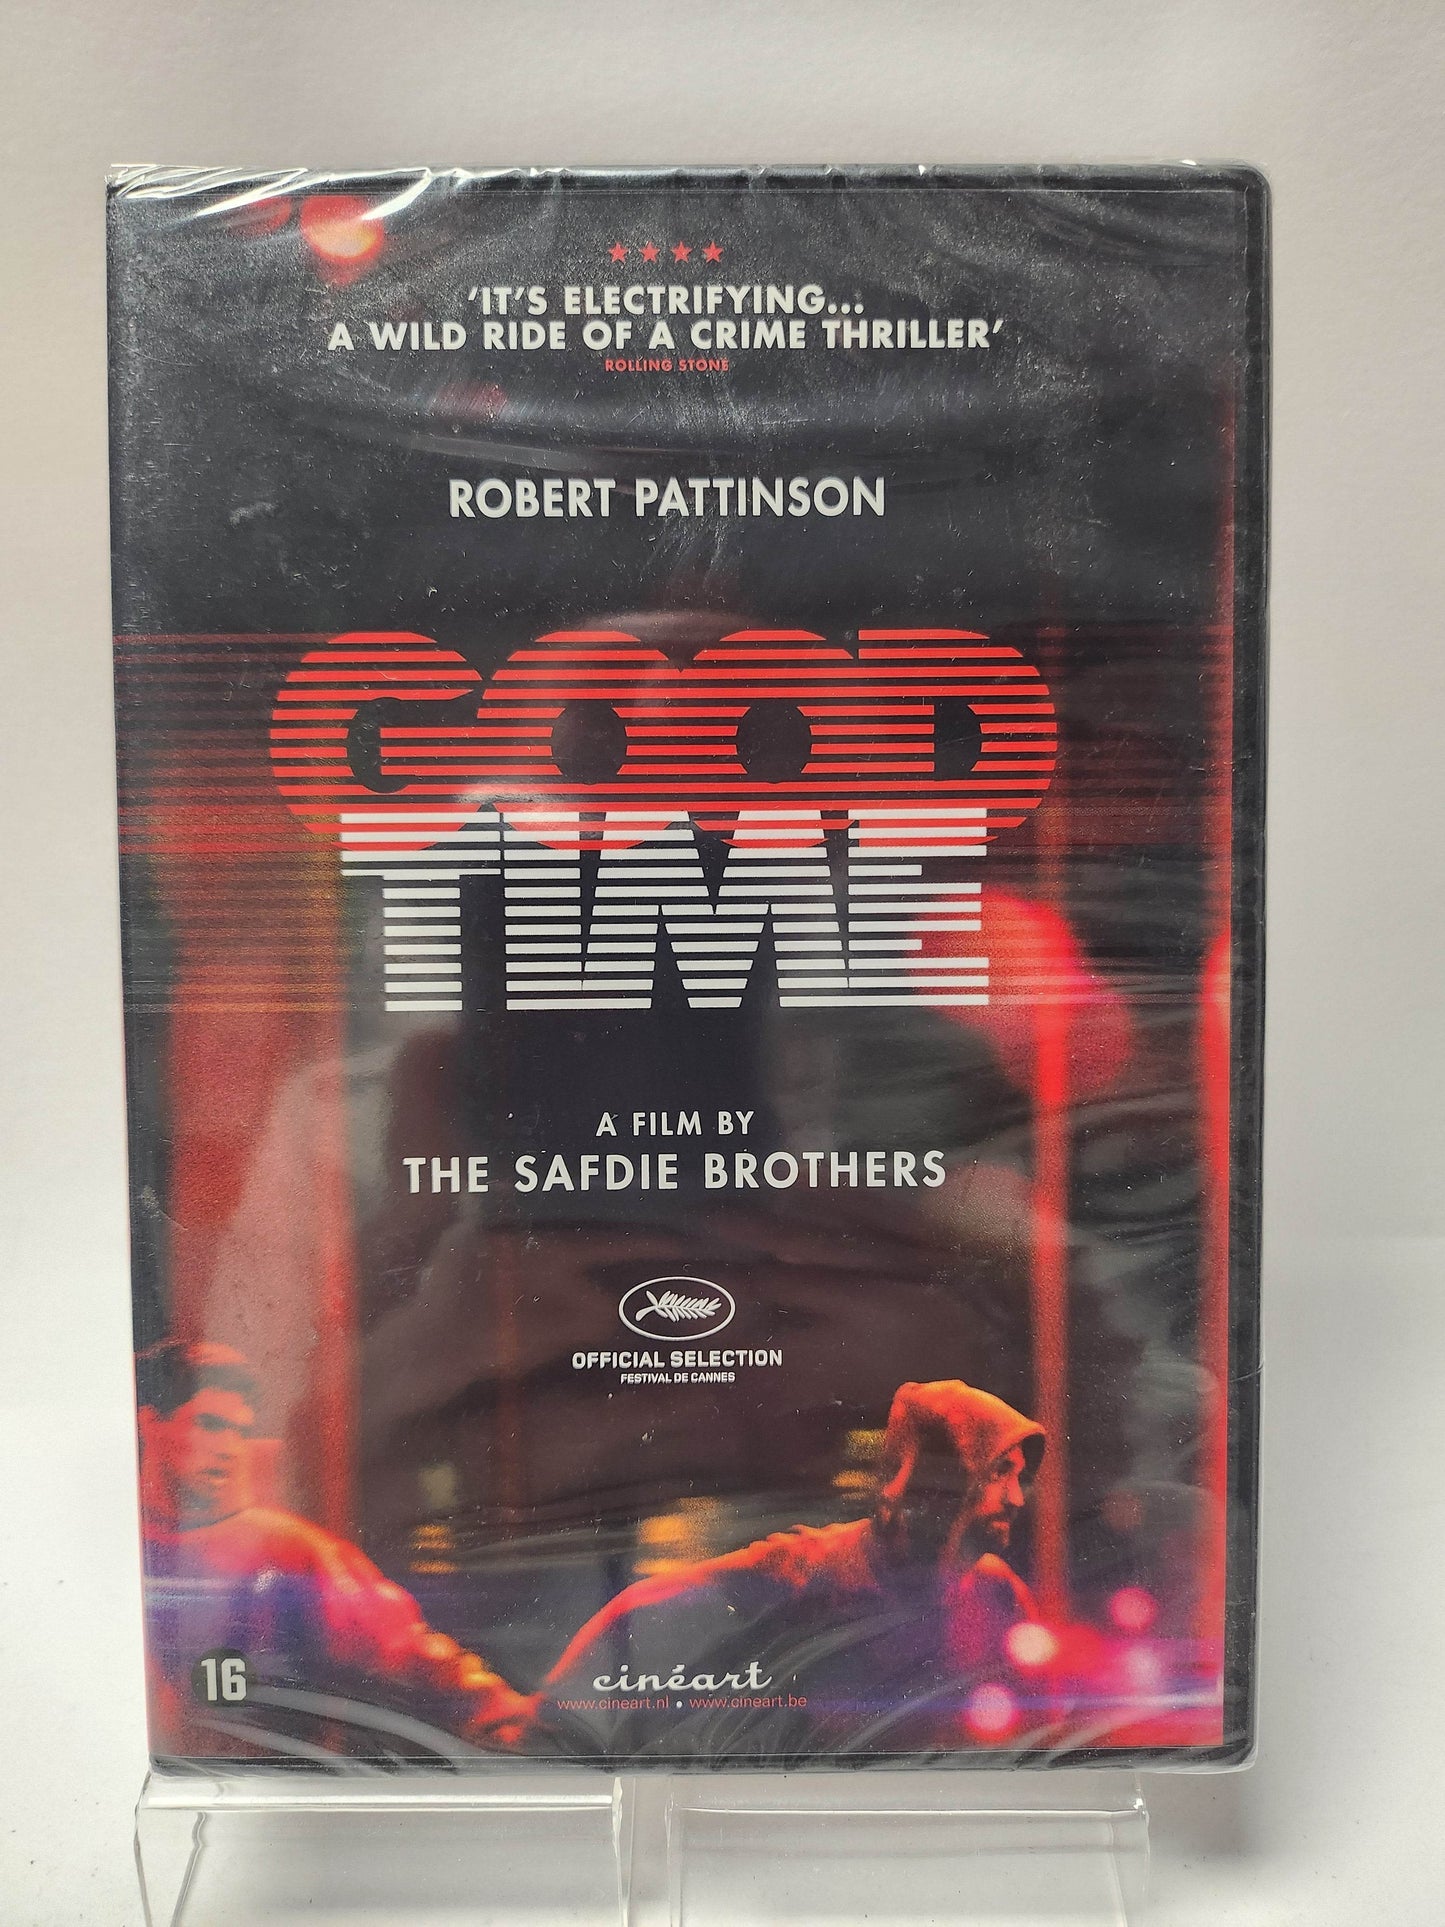 'IT'S ELECTRIFYING...
A WILD RIDE OF A CRIME THRILLER'
ROLLING STONE
ROBERT PATTINSON
GOOD
TIME
A FILM BY
THE SAFDIE BROTHERS
OFFICIAL SELECTION
FESTIVAL DE CANNES
16
cinéart
www.cineart.nl • www.cineart.be